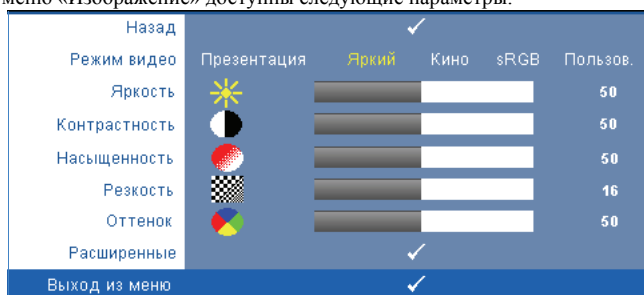 меню «Изображение» доступны следующие параметры:
Назад
Режим видео Презентация Яркий Кино sRGB Пользов.
Яркость 50
Контрастность 50
Насыщенность 50
Резкость 16
Оттенок 50
Расширенные
Выход из меню